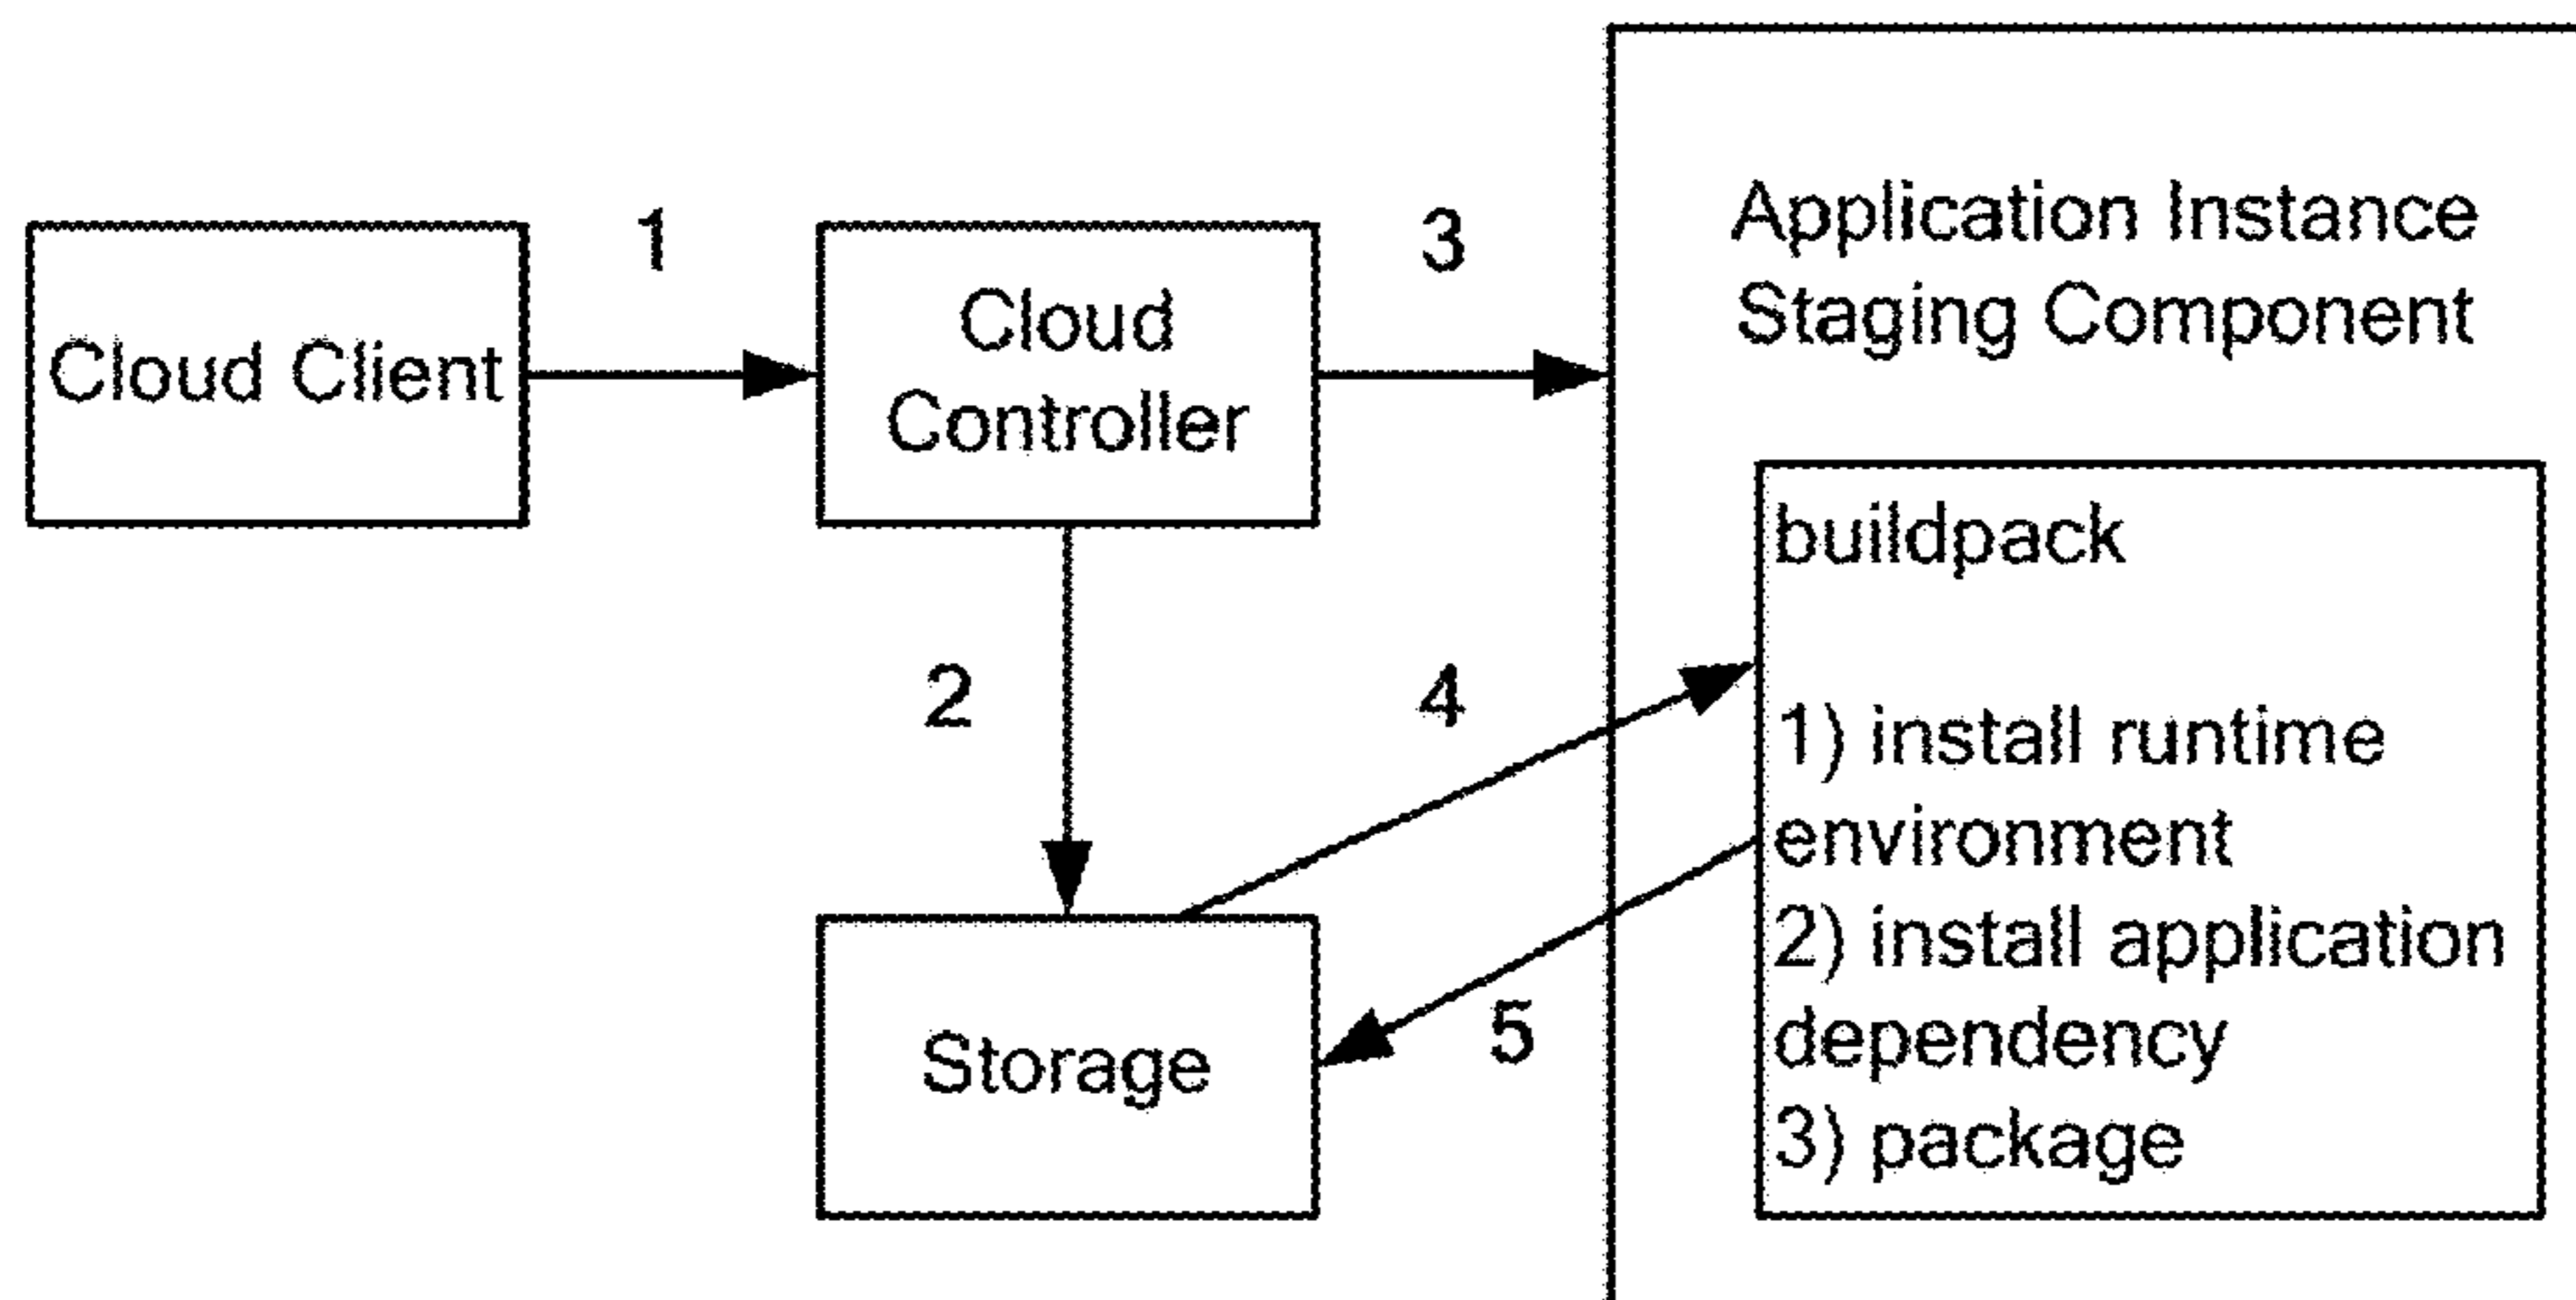 1
3
Application Instance
Staging Component
Cloud Client
Cloud
Controller
buildpack
2
4
1) install runtime
environment
2) install application
dependency
3) package
5
Storage